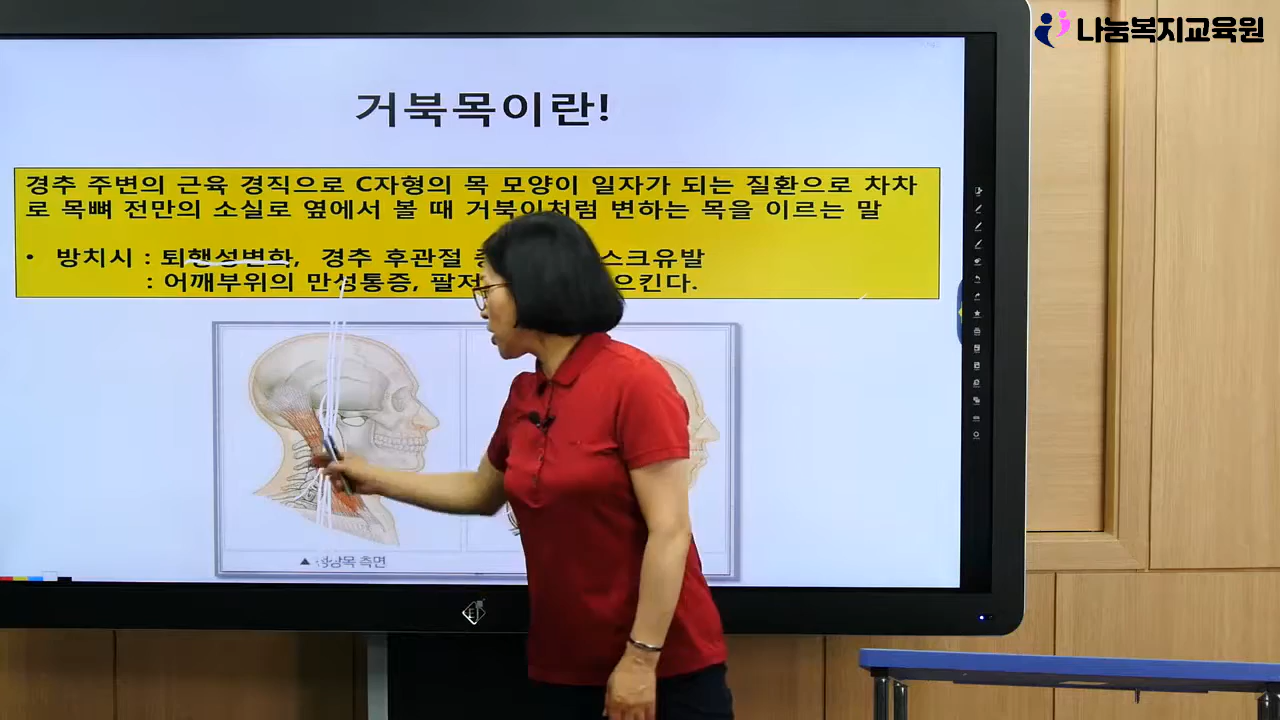 나눔복지교육원
거북목이란!
경추 주변의 근육 경직으로 C자형의 목 모양이 일자가 되는 질환으로 차차
로 목뼈 전만의 소실로 옆에서 볼 때 거북이처럼 변하는 목을 이르는 말
• 방치시 : 퇴행성변화, 경추 후관절 스크유발
: 어깨부위의 만성통증, 팔저 으킨다.
▲ 정상목 측면